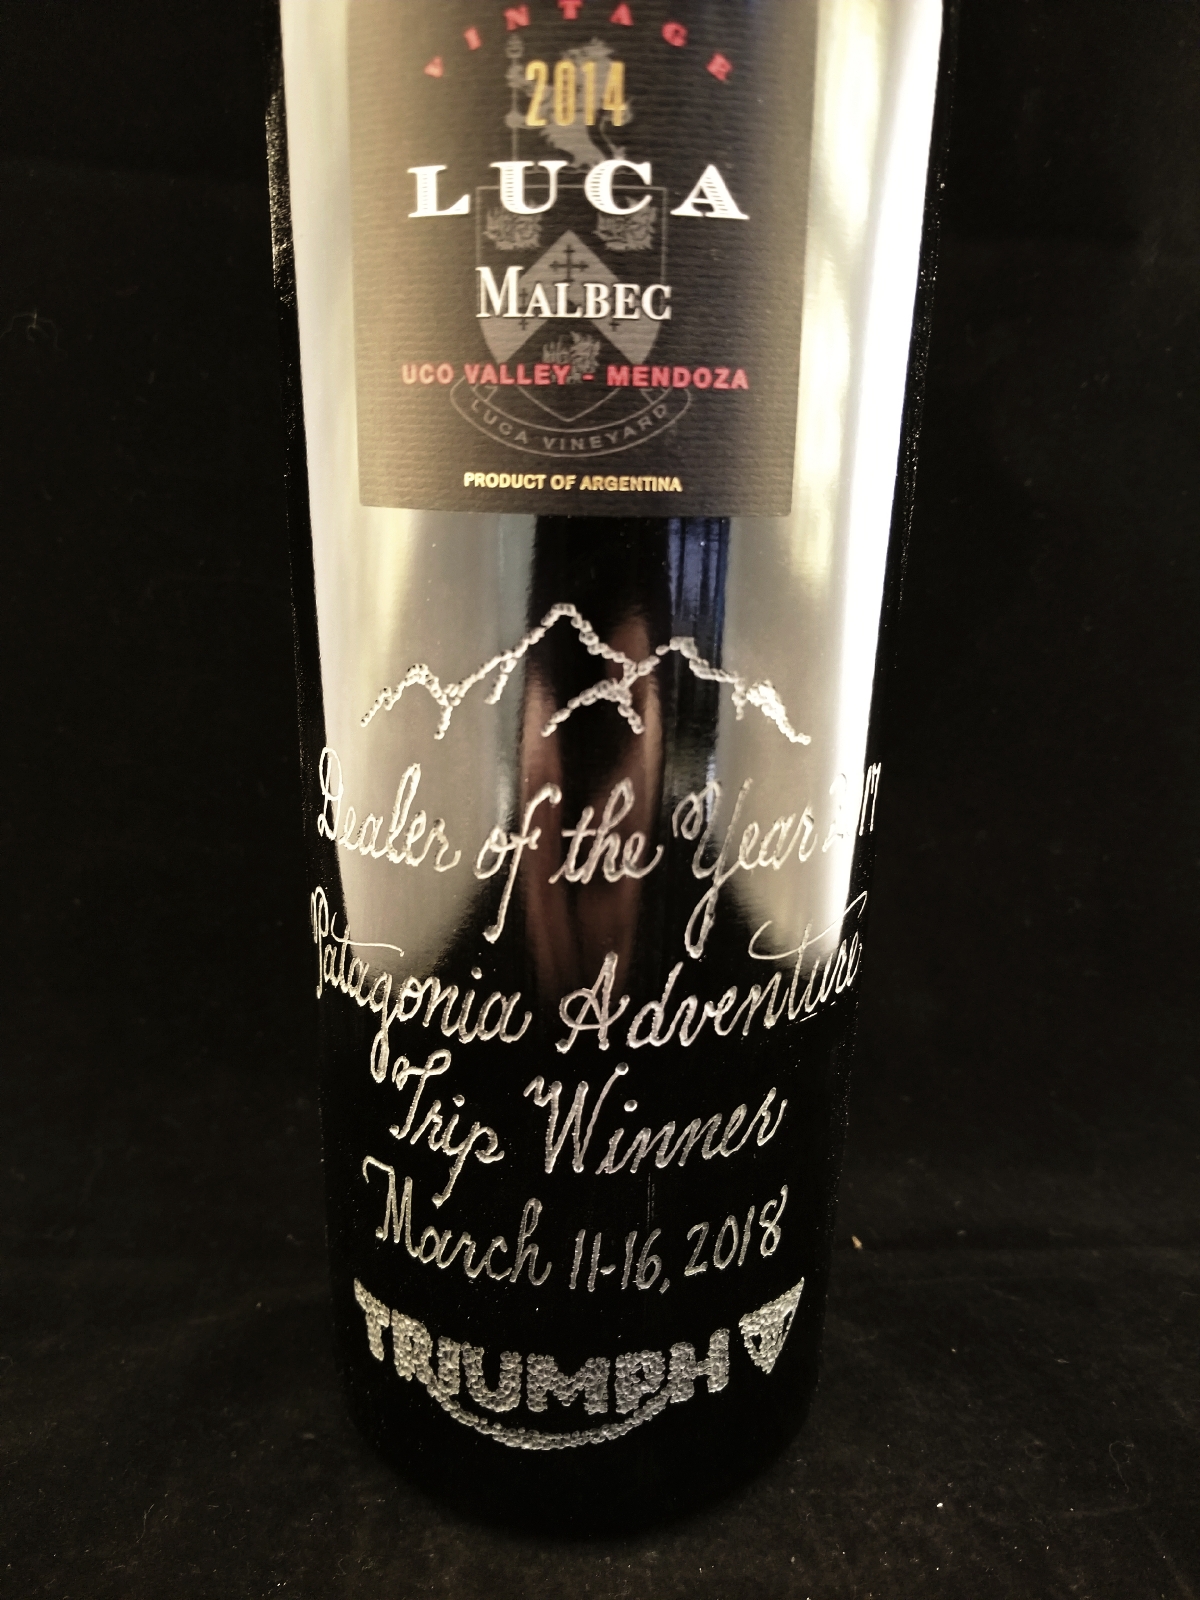 VINTAGE
2014
LUCA
MALBEC
UCO VALLEY - MENDOZA
LUCA VINEYARD
PRODUCT OF ARGENTINA
Dealer of the Year 2017
Patagonia Adventure
Trip Winner
March 11-16, 2018
TRIUMPH